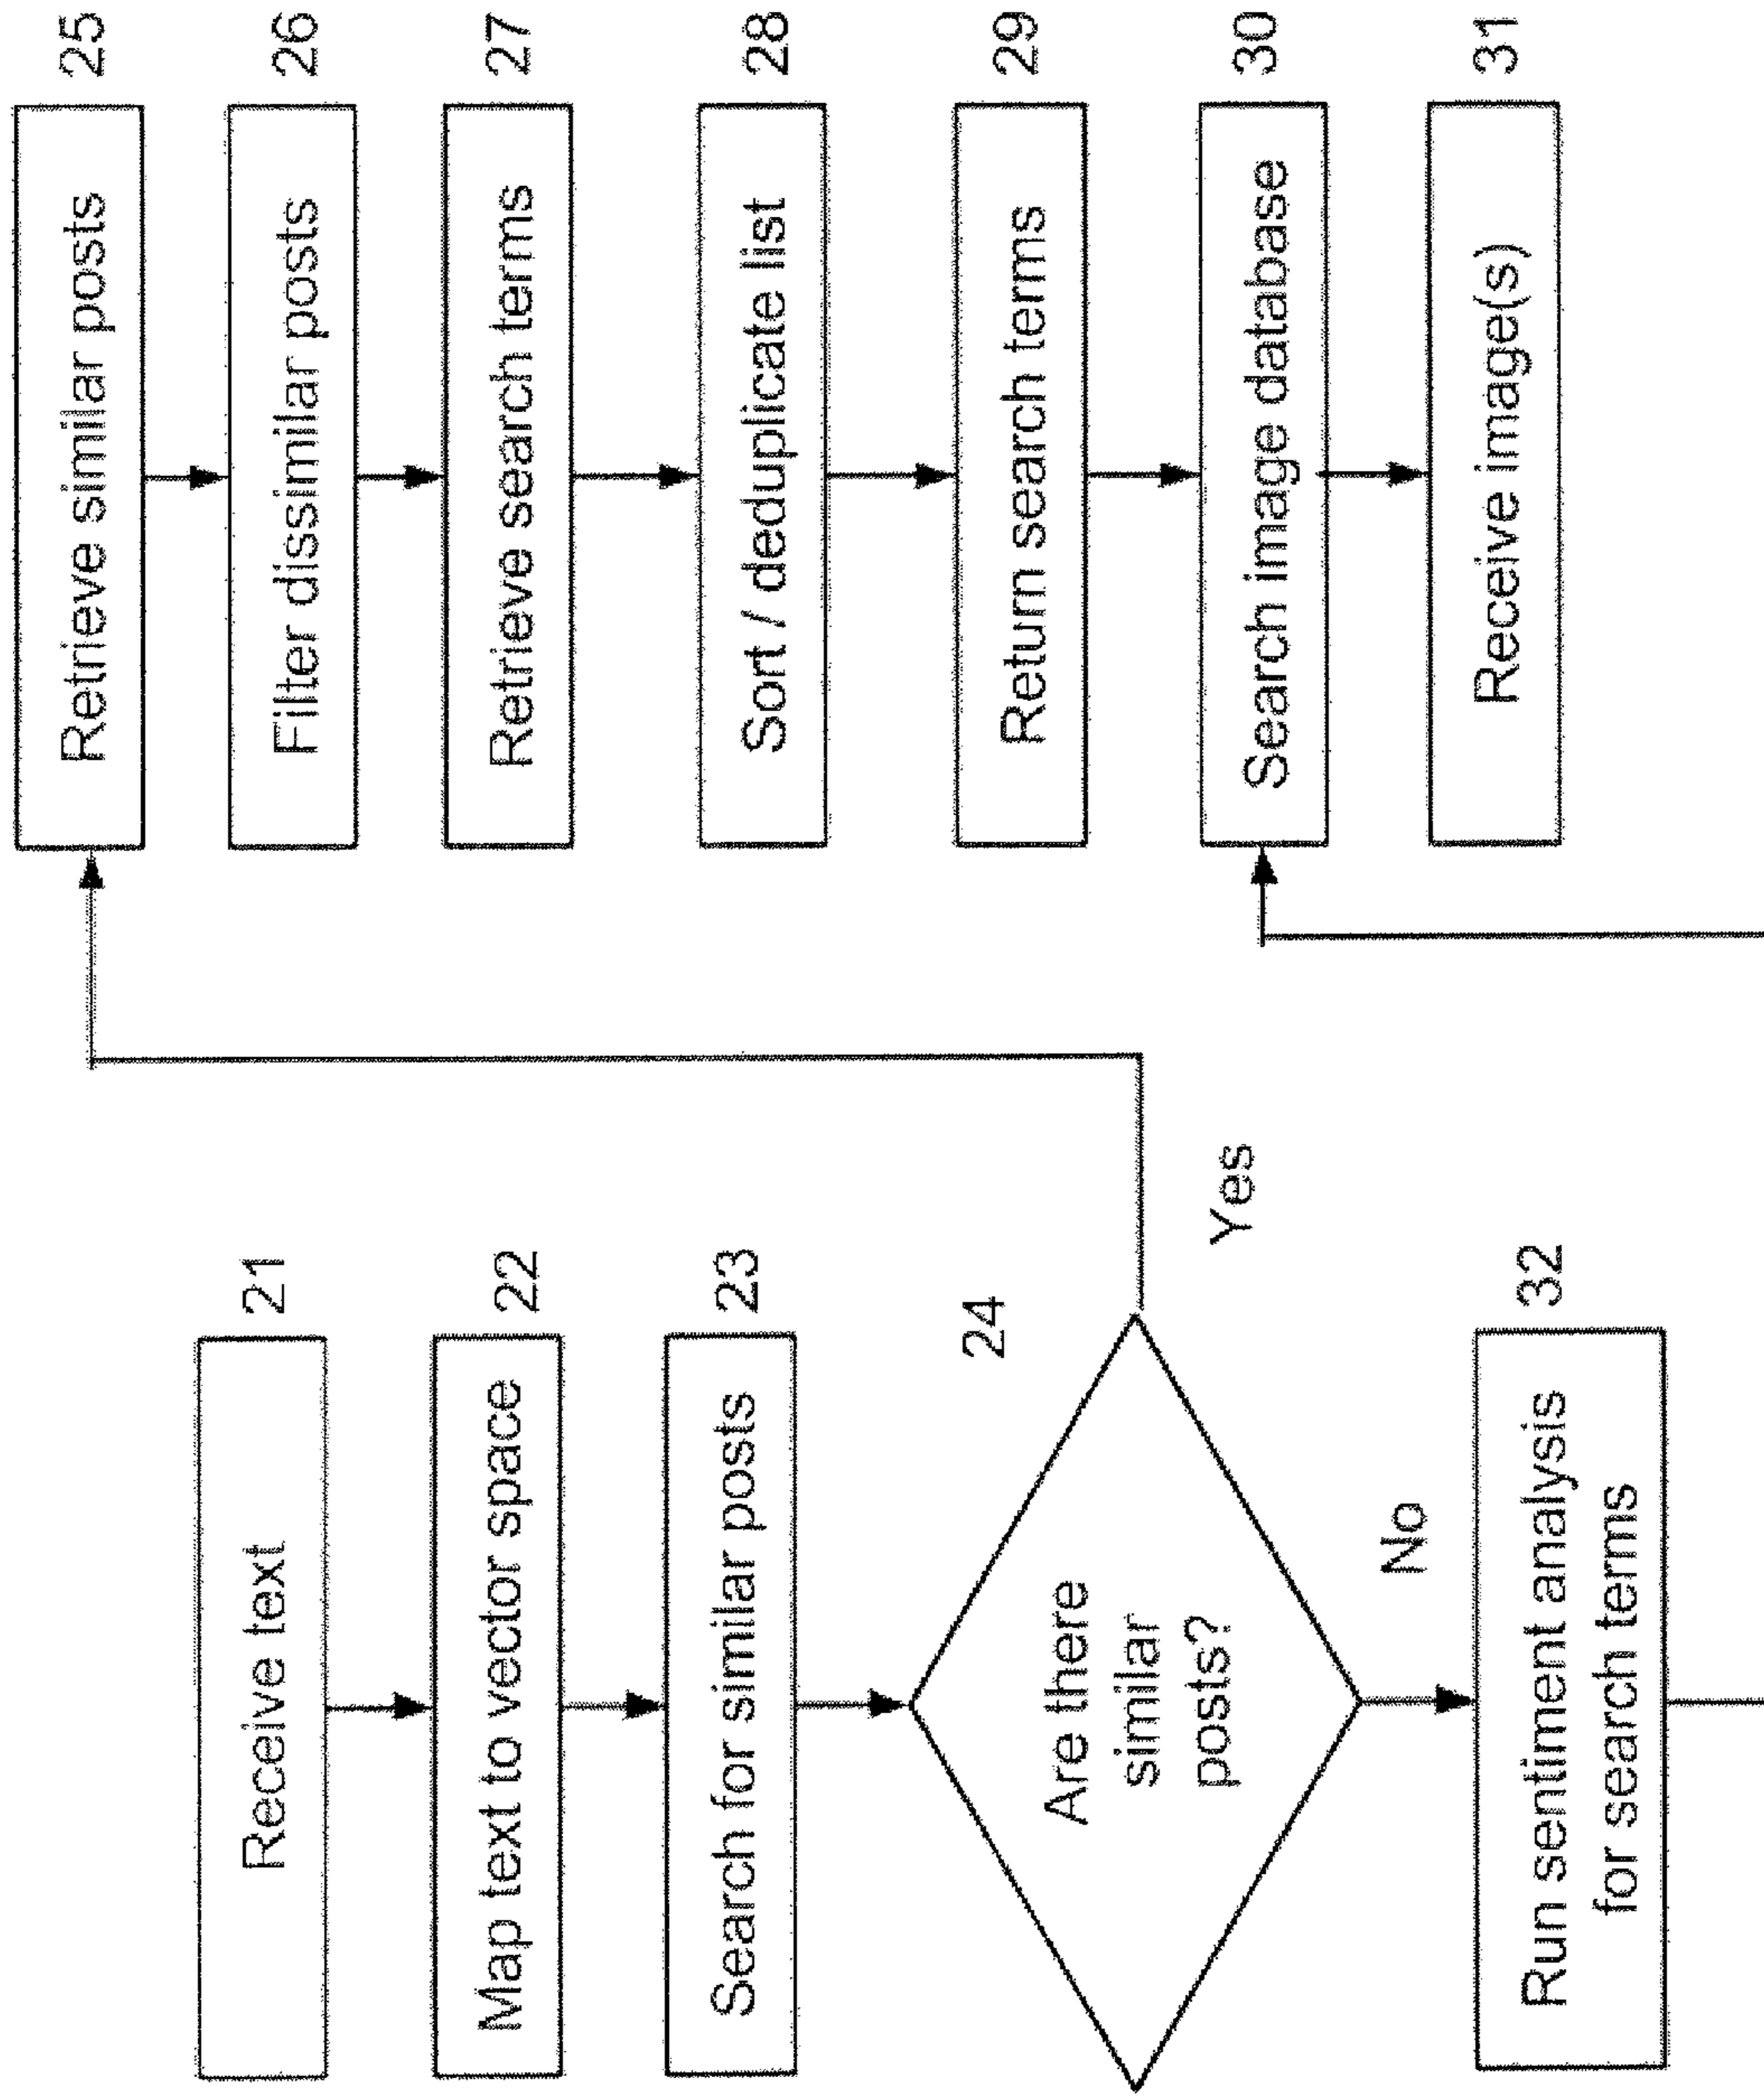 Receive text
21
Map text to vector space
22
Search for similar posts
23
24
Are there
similar
posts?
Yes
No
Run sentiment analysis
for search terms
32
Retrieve similar posts
25
Filter dissimilar posts
26
Retrieve search terms
27
Sort / deduplicate list
28
Return search terms
29
Search image database
30
Receive image(s)
31